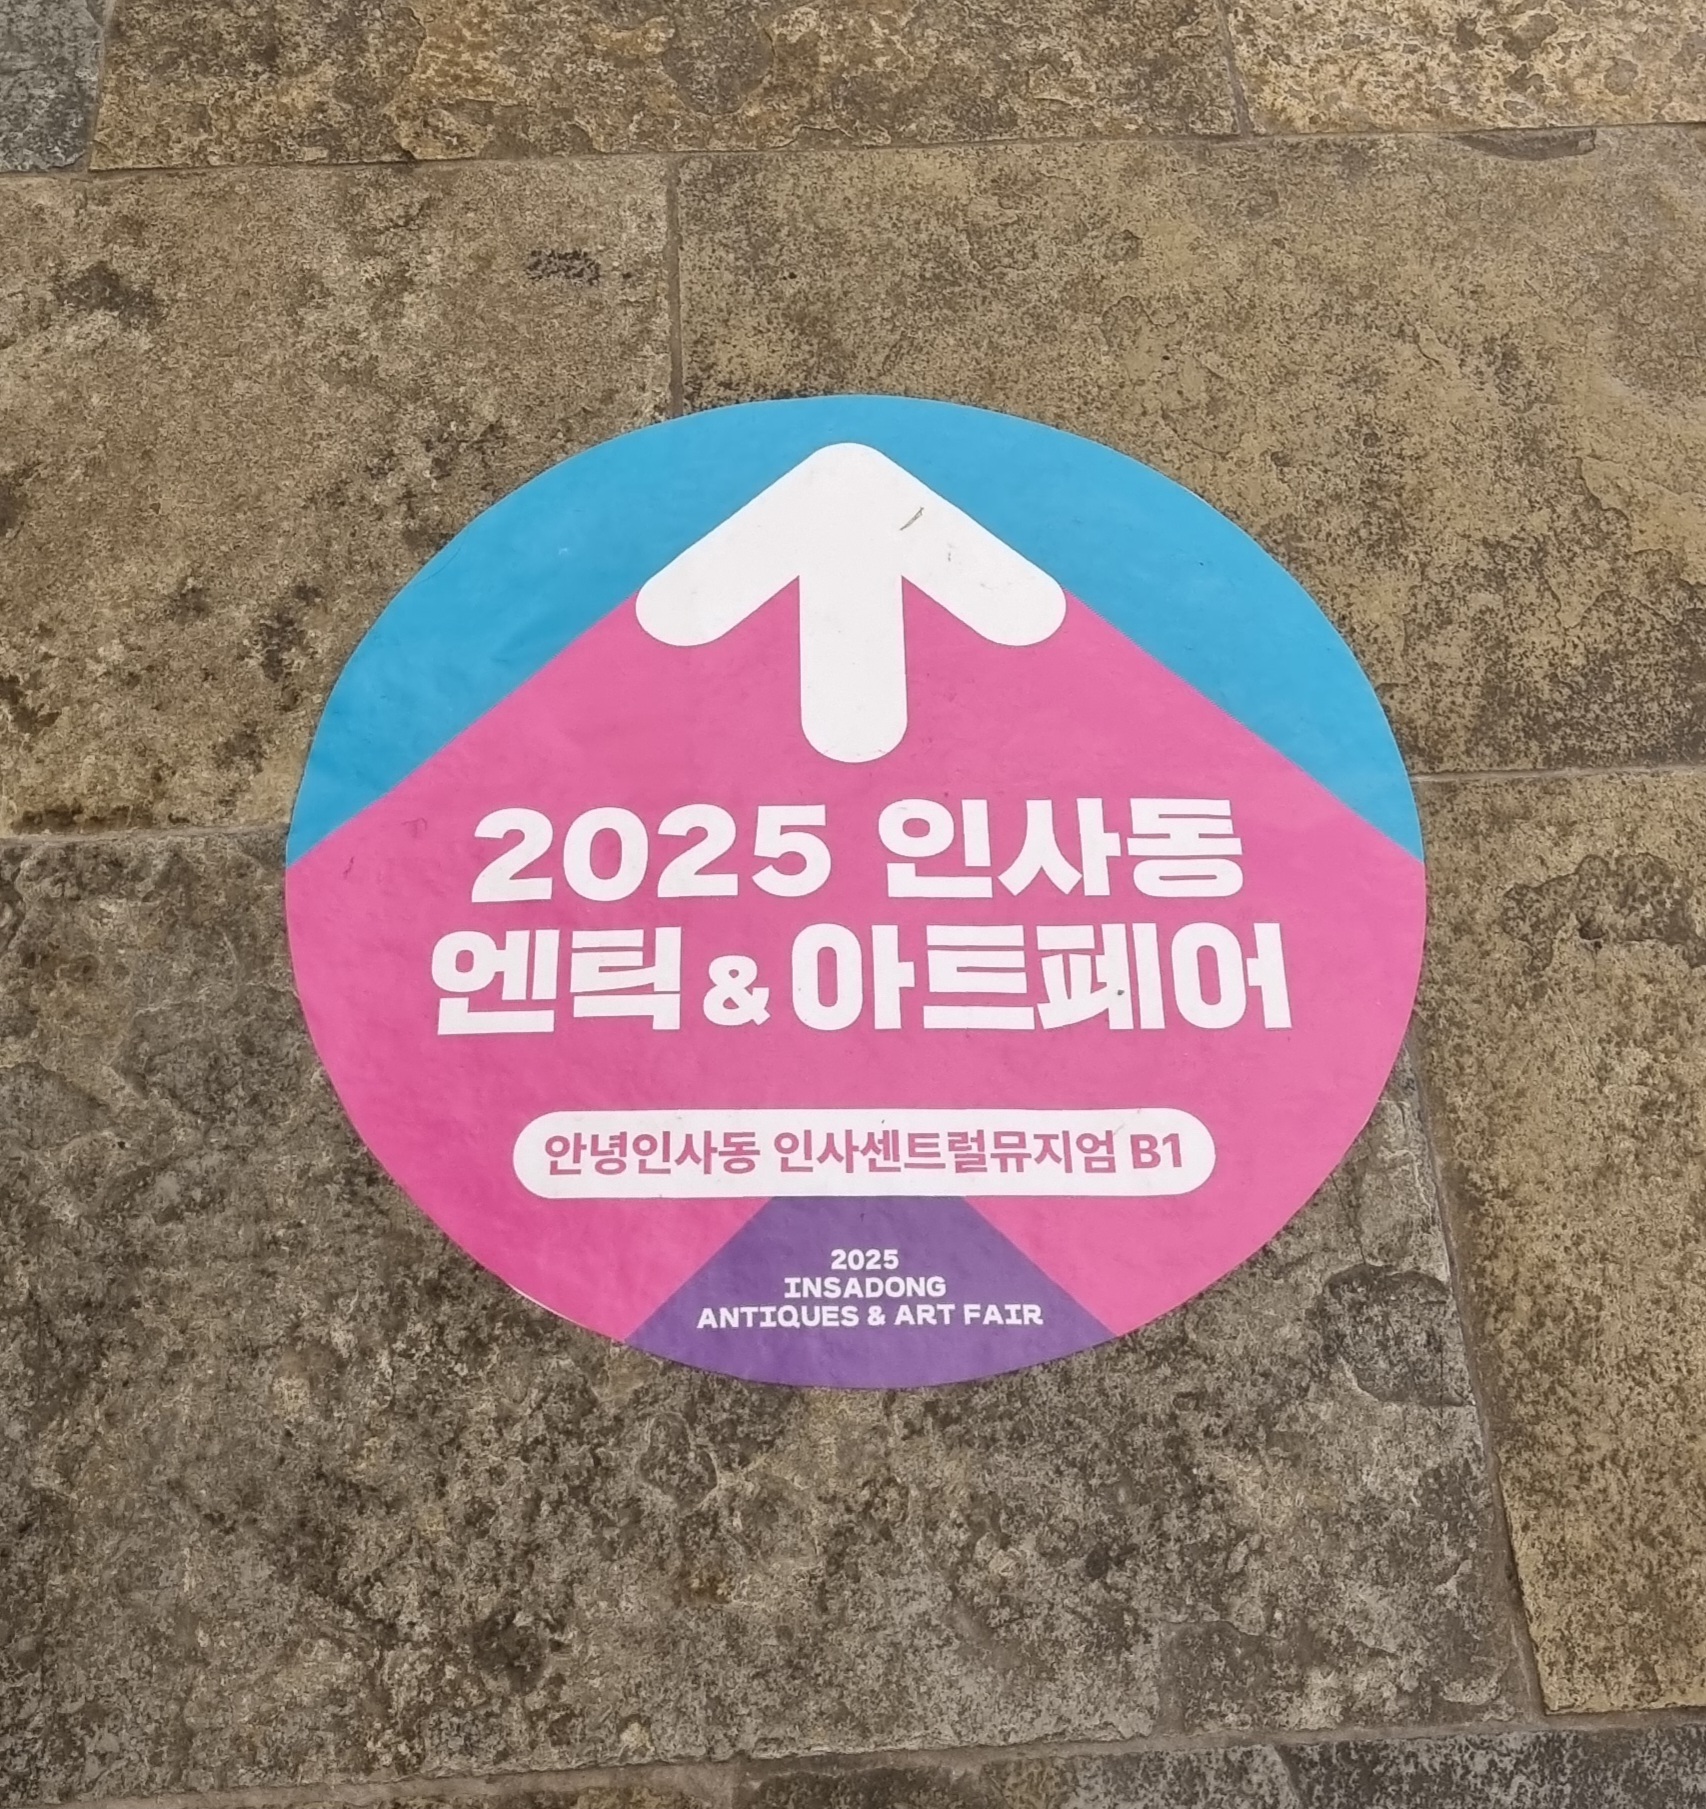 2025 인사동
엔틱 & 아트페어
안녕인사동 인사센트럴뮤지엄 B1
2025
INSADONG
ANTIQUES & ART FAIR